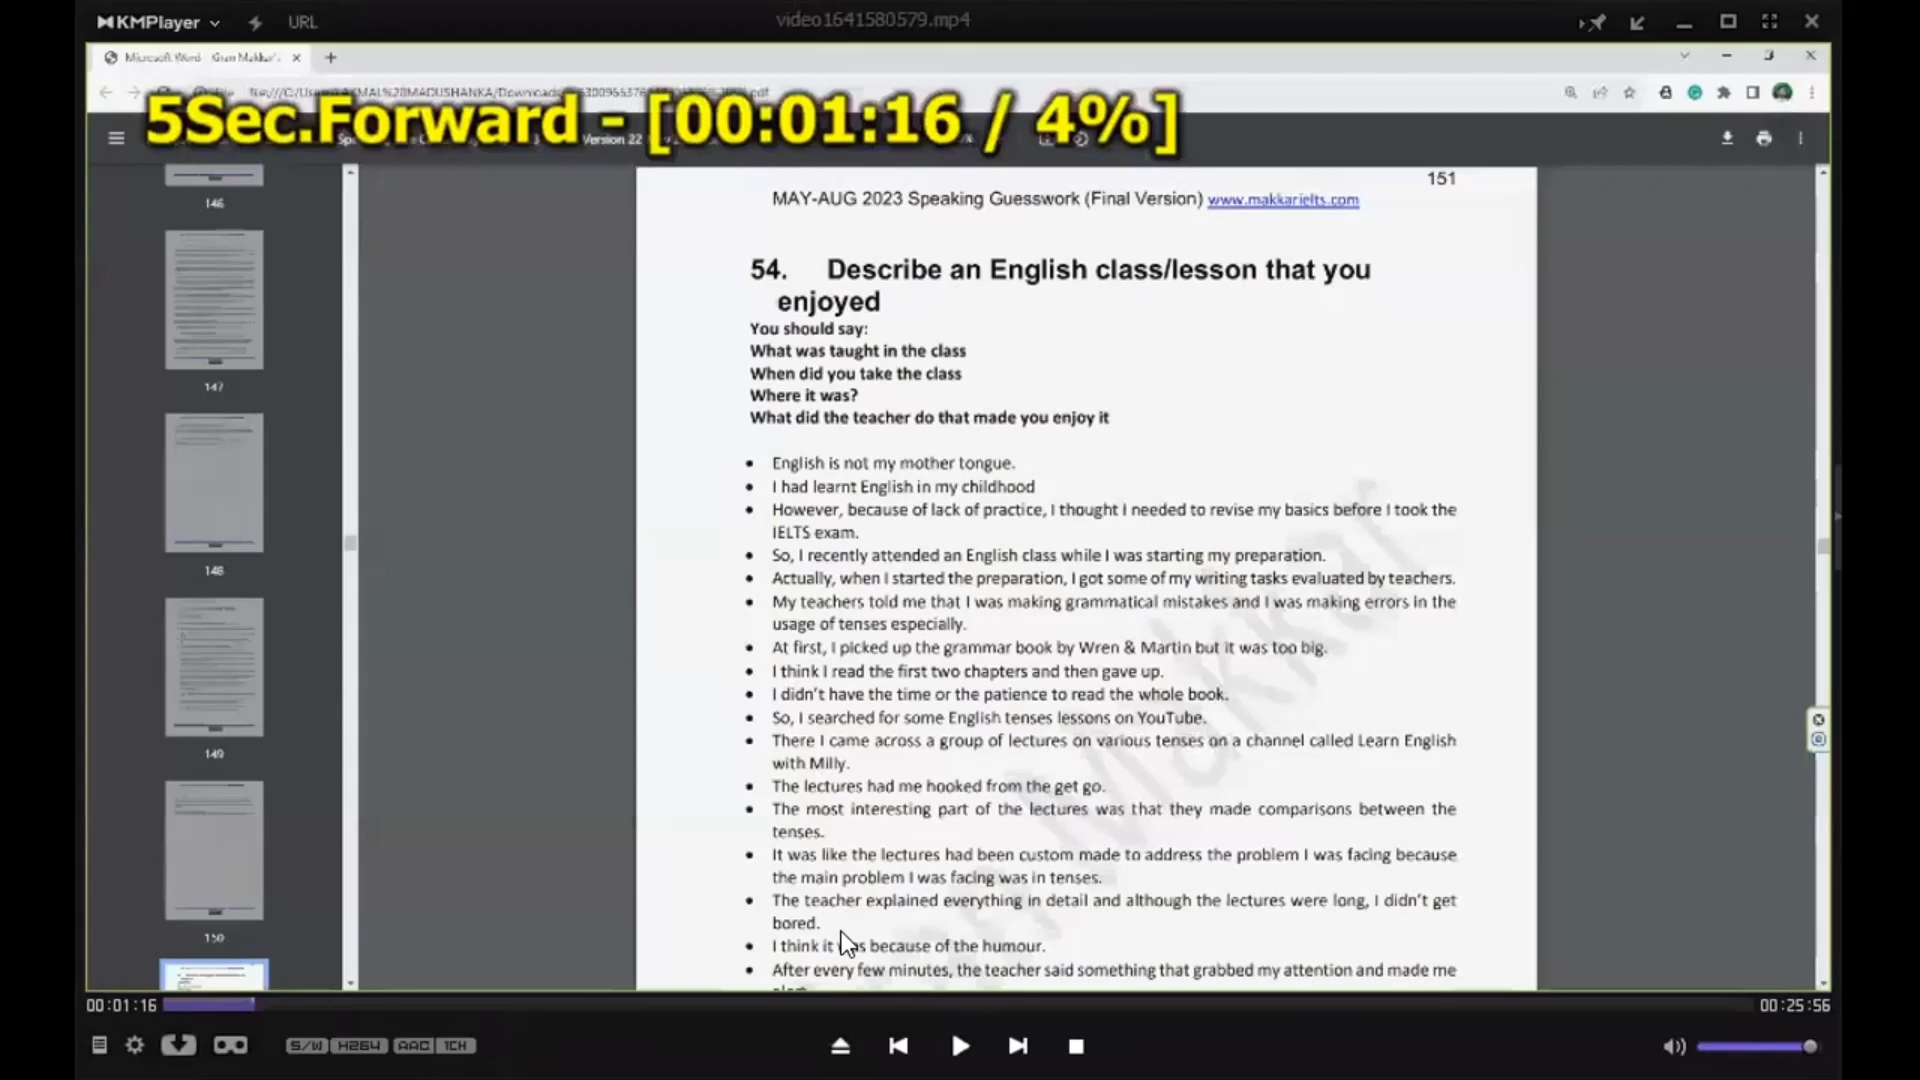 KMPlayer
URL
video1641580579.mp4
Microsoft Word - Kiran Makkar'
5Sec.Forward - [00:01:16 / 4%]
Version 22
151
MAY-AUG 2023 Speaking Guesswork (Final Version) www.makkarielts.com
54. Describe an English class/lesson that you
enjoyed
You should say:
What was taught in the class
When did you take the class
Where it was?
What did the teacher do that made you enjoy it
• English is not my mother tongue.
• I had learnt English in my childhood
• However, because of lack of practice, I thought I needed to revise my basics before I took the
IELTS exam.
• So, I recently attended an English class while I was starting my preparation.
• Actually, when I started the preparation, I got some of my writing tasks evaluated by teachers.
• My teachers told me that I was making grammatical mistakes and I was making errors in the
usage of tenses especially.
• At first, I picked up the grammar book by Wren & Martin but it was too big.
• I think I read the first two chapters and then gave up.
• I didn't have the time or the patience to read the whole book.
• So, I searched for some English tenses lessons on YouTube.
• There I came across a group of lectures on various tenses on a channel called Learn English
with Milly.
• The lectures had me hooked from the get go.
• The most interesting part of the lectures was that they made comparisons between the
tenses.
• It was like the lectures had been custom made to address the problem I was facing because
the main problem I was facing was in tenses.
• The teacher explained everything in detail and although the lectures were long, I didn't get
bored.
• I think it was because of the humour.
• After every few minutes, the teacher said something that grabbed my attention and made me
146
147
148
149
150
Makkar
00:01:16
00:25:56
S/W H264 AAC 1CH